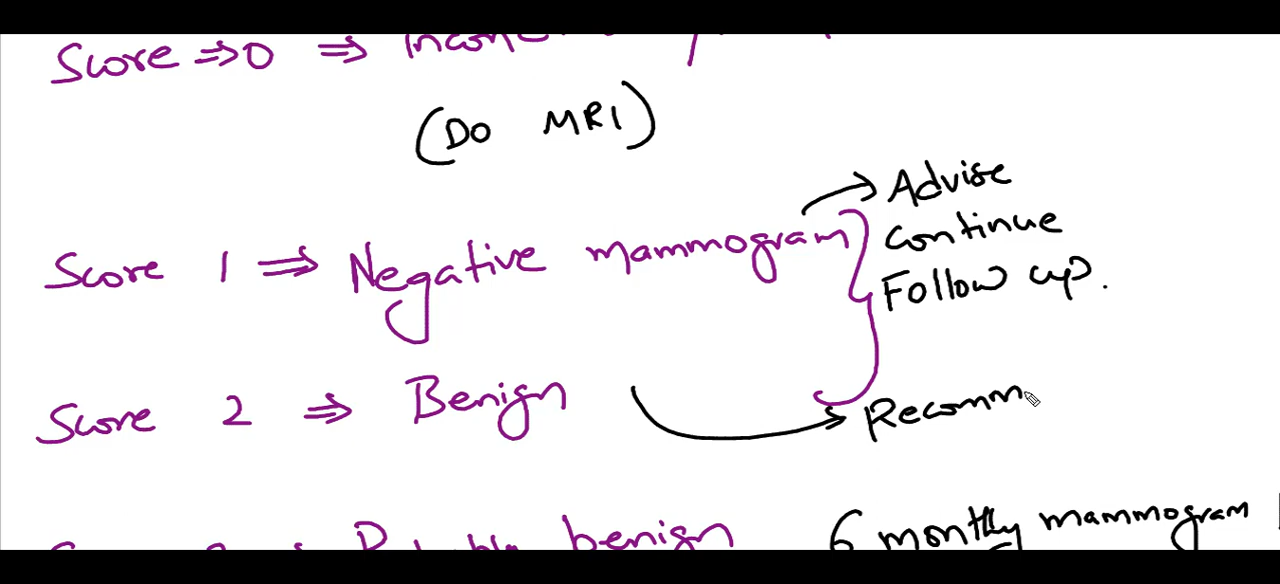 Score ⇒ 0 ⇒
(Do MRI)
Score 1 ⇒ Negative mammogram
Advise
Continue
Follow up.
Score 2 ⇒ Benign
Recomm
benign 6 monthly mammogram